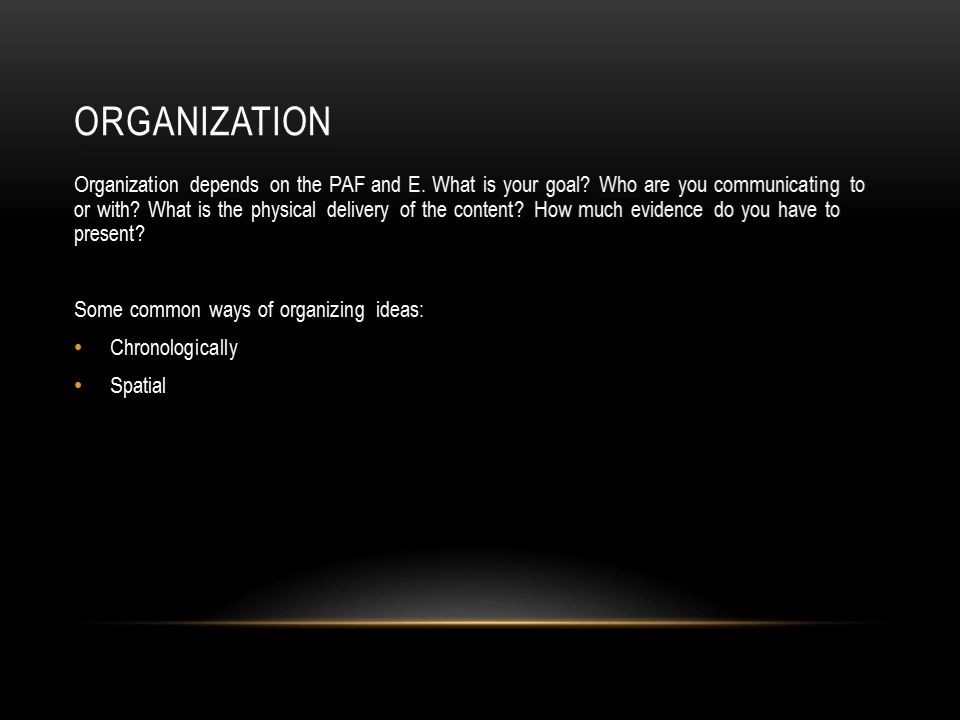 ORGANIZATION
Organization depends on the PAF and E. What is your goal? Who are you communicating to
or with? What is the physical delivery of the content? How much evidence do you have to
present?
Some common ways of organizing ideas:
• Chronologically
• Spatial